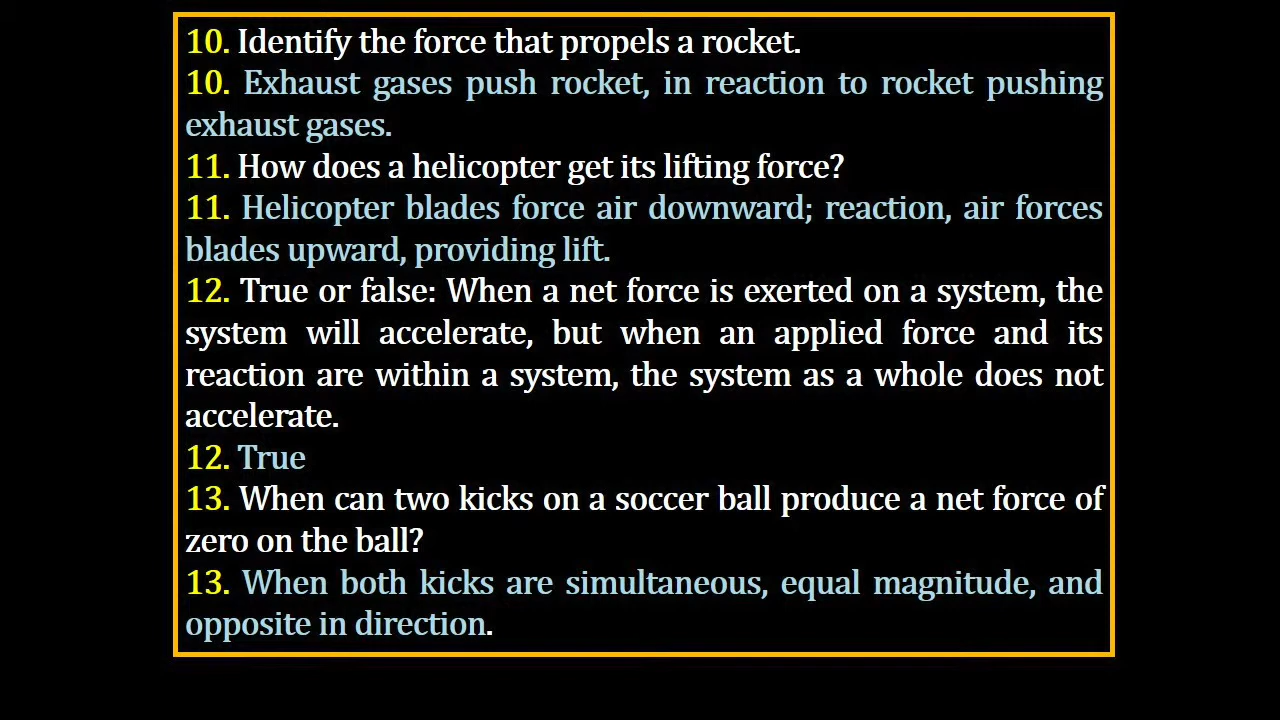 10. Identify the force that propels a rocket.
10. Exhaust gases push rocket, in reaction to rocket pushing
exhaust gases.
11. How does a helicopter get its lifting force?
11. Helicopter blades force air downward; reaction, air forces
blades upward, providing lift.
12. True or false: When a net force is exerted on a system, the
system will accelerate, but when an applied force and its
reaction are within a system, the system as a whole does not
accelerate.
12. True
13. When can two kicks on a soccer ball produce a net force of
zero on the ball?
13. When both kicks are simultaneous, equal magnitude, and
opposite in direction.